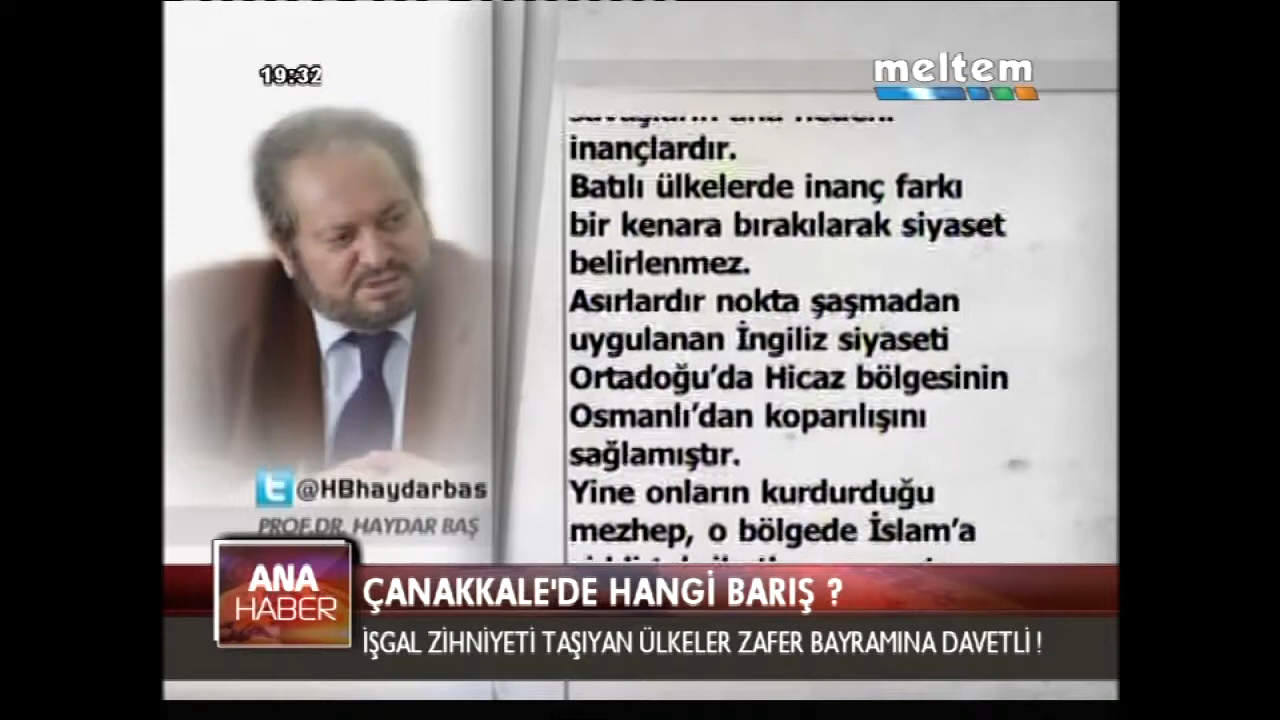 19:32
meltem
inançlardır.
Batılı ülkelerde inanç farkı
bir kenara bırakılarak siyaset
belirlenmez.
Asırlardır nokta şaşmadan
uygulanan İngiliz siyaseti
Ortadoğu’da Hicaz bölgesinin
Osmanlı’dan koparılışını
sağlamıştır.
Yine onların kurdurduğu
mezhep, o bölgede İslam’a
@HBhaydarbas
PROF.DR. HAYDAR BAŞ
ANA
HABER
ÇANAKKALE'DE HANGİ BARIŞ ?
İŞGAL ZİHNİYETİ TAŞIYAN ÜLKELER ZAFER BAYRAMINA DAVETLİ !